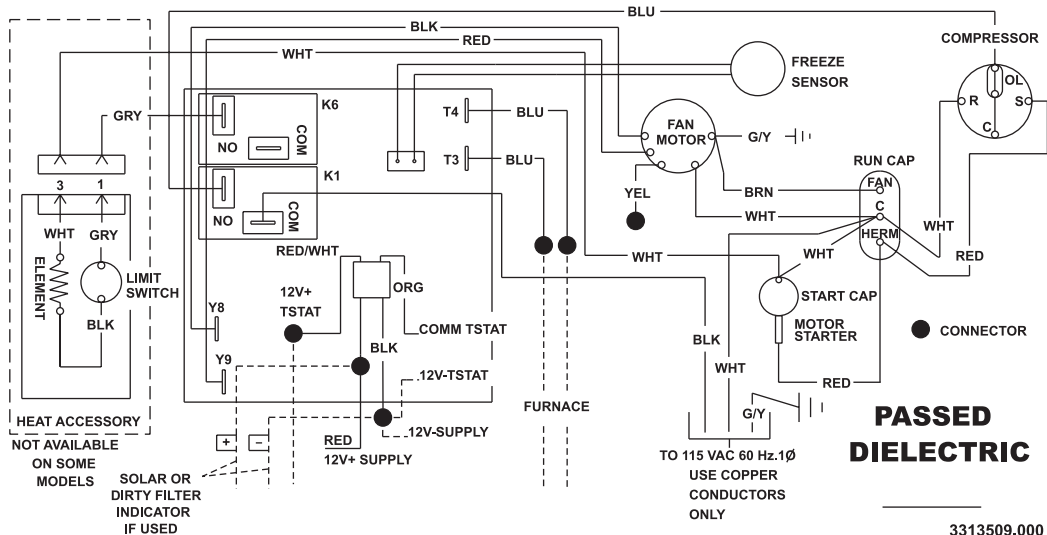 BLU
BLK
RED
WHT
COMPRESSOR
FREEZE
SENSOR
OL
R
S
C
K6
GRY
NO
COM
T4
BLU
FAN
MOTOR
G/Y
T3
BLU
RUN CAP
K1
NO
COM
3
1
YEL
BRN
FAN
WHT
C
HERM
WHT
RED
WHT
GRY
RED/WHT
WHT
WHT
ELEMENT
LIMIT
SWITCH
12V+
TSTAT
ORG
START CAP
BLK
Y8
COMM TSTAT
MOTOR
STARTER
CONNECTOR
BLK
BLK
WHT
Y9
12V-TSTAT
RED
FURNACE
HEAT ACCESSORY
+
−
12V-SUPPLY
G/Y
PASSED
DIELECTRIC
NOT AVAILABLE
ON SOME
MODELS
RED
12V+ SUPPLY
TO 115 VAC 60 Hz.1Ø
USE COPPER
CONDUCTORS
ONLY
SOLAR OR
DIRTY FILTER
INDICATOR
IF USED
3313509.000